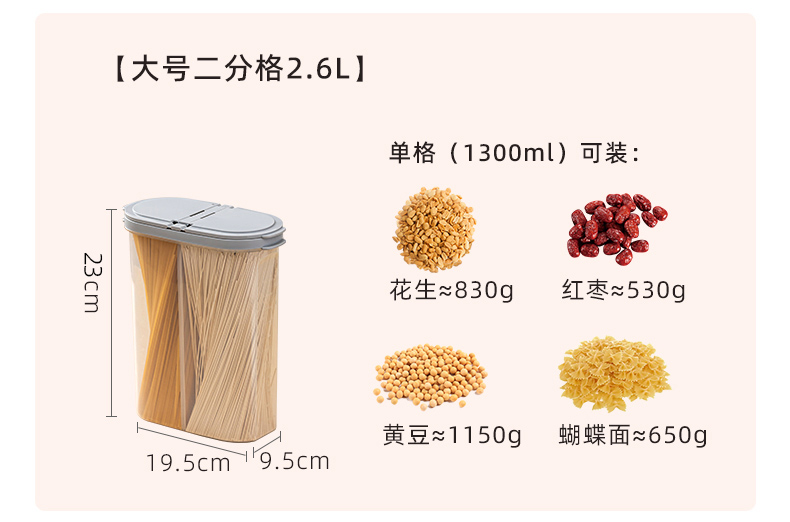 【大号二分格2.6L】
单格（1300ml）可装：
花生≈830g
红枣≈530g
黄豆≈1150g
蝴蝶面≈650g
23cm
19.5cm
9.5cm